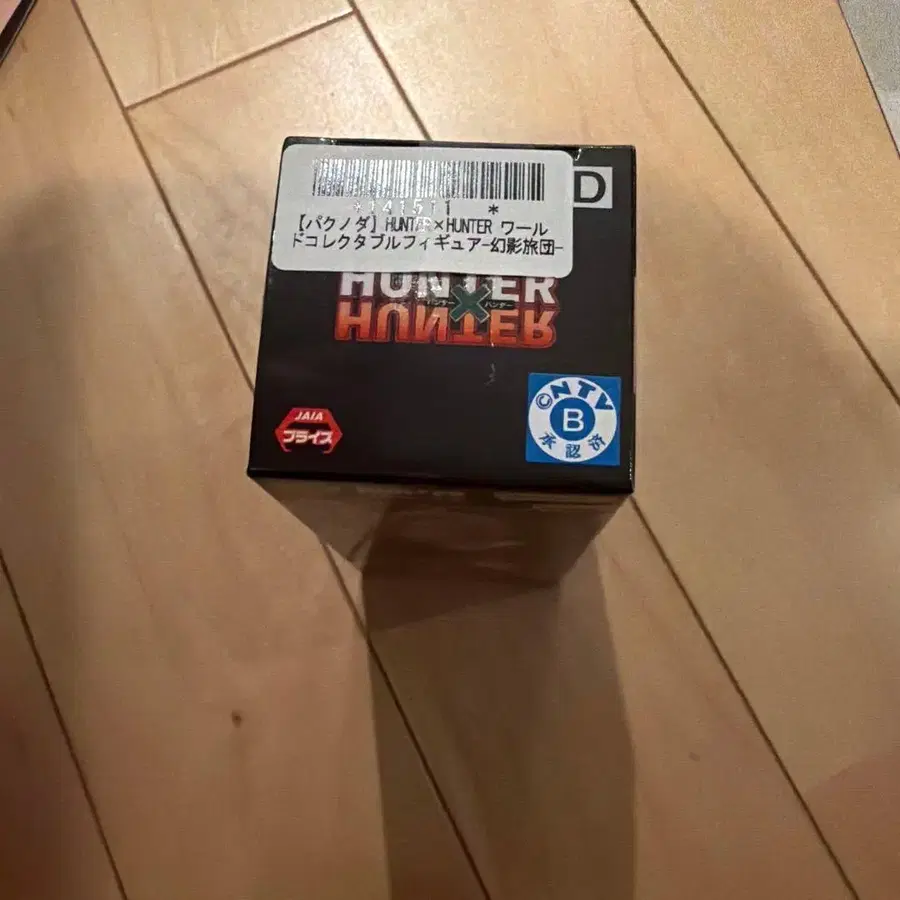 D
*141511 *
【パクノダ】HUNTER×HUNTER ワール
ドコレクタブルフィギュア-幻影旅団-
HUNTER
ハンター ハンター
HUNTER
JAIA
プライズ
©NTV
B
承認済